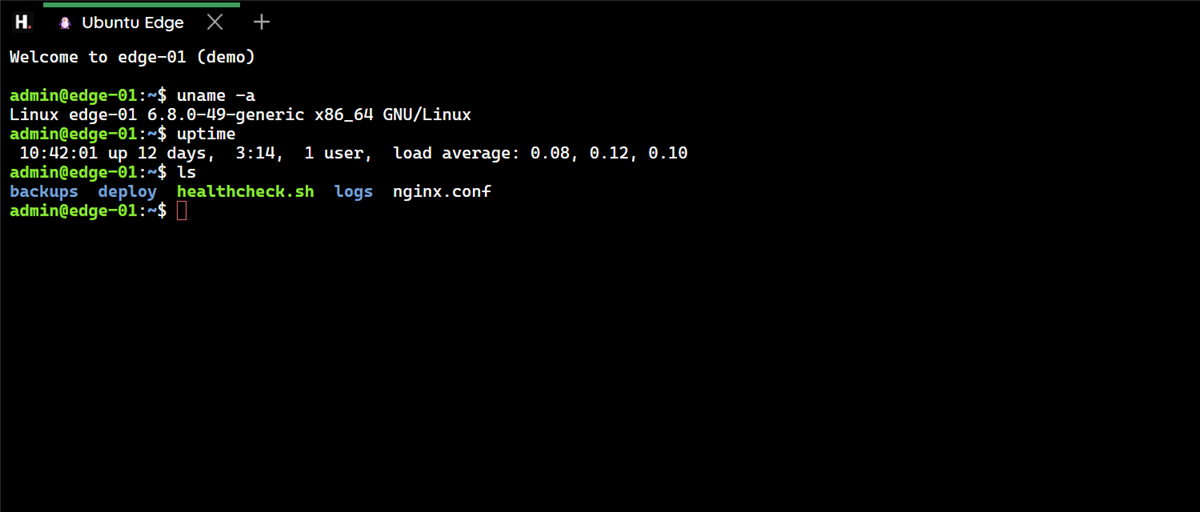 H. Ubuntu Edge
Welcome to edge-01 (demo)
admin@edge-01:~$ uname -a
Linux edge-01 6.8.0-49-generic x86_64 GNU/Linux
admin@edge-01:~$ uptime
 10:42:01 up 12 days,  3:14,  1 user,  load average: 0.08, 0.12, 0.10
admin@edge-01:~$ ls
backups  deploy  healthcheck.sh  logs  nginx.conf
admin@edge-01:~$